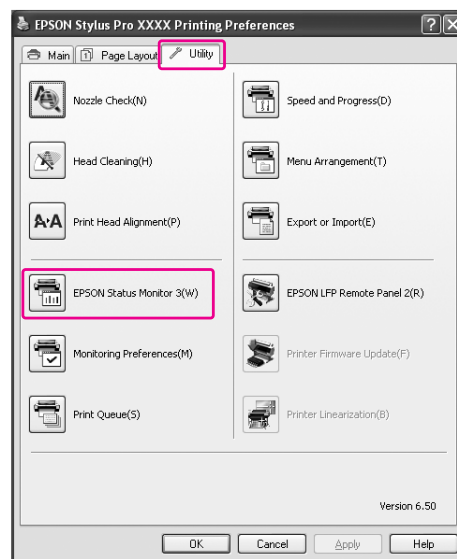 EPSON Stylus Pro XXXX Printing Preferences
Main
Page Layout
Utility
Nozzle Check(N)
Speed and Progress(D)
Head Cleaning(H)
Menu Arrangement(T)
A·A
Print Head Alignment(P)
Export or Import(E)
EPSON Status Monitor 3(W)
EPSON LFP Remote Panel 2(R)
Monitoring Preferences(M)
Printer Firmware Update(F)
Print Queue(S)
Printer Linearization(B)
Version 6.50
OK
Cancel
Apply
Help